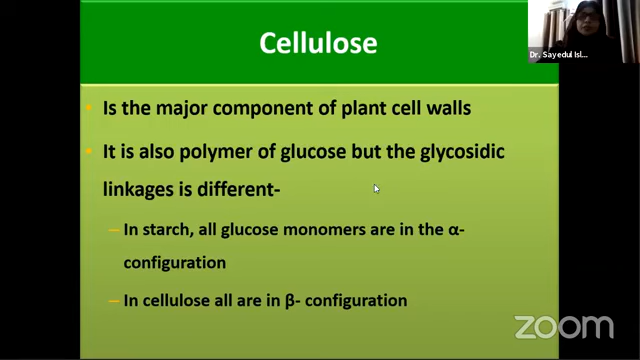 Cellulose
Dr. Sayedul Isl...
• Is the major component of plant cell walls
• It is also polymer of glucose but the glycosidic
linkages is different-
– In starch, all glucose monomers are in the α-
configuration
– In cellulose all are in β- configuration
zoom